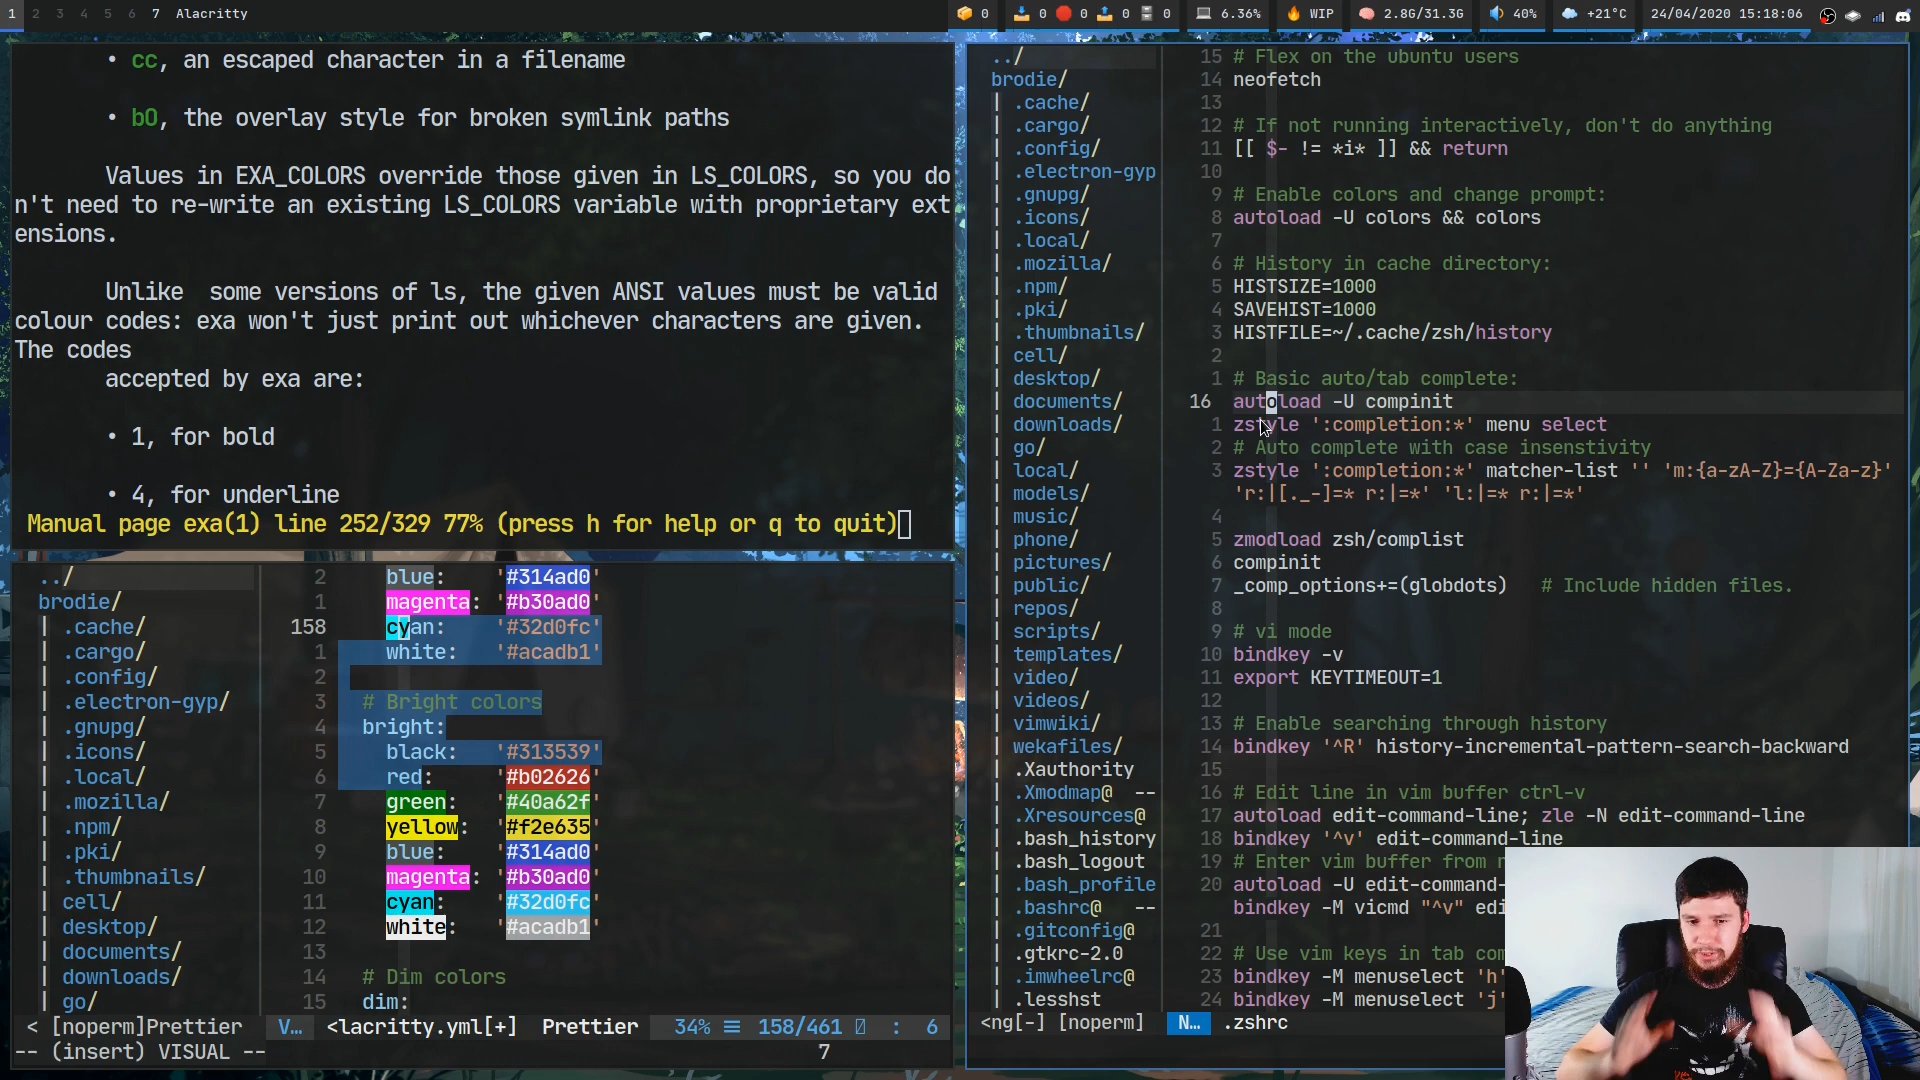 1 2 3 4 5 6 7 Alacritty
0 0 0 0 0 6.36% WIP 2.8G/31.3G 40% +21°C 24/04/2020 15:18:06
• cc, an escaped character in a filename
• bO, the overlay style for broken symlink paths
Values in EXA_COLORS override those given in LS_COLORS, so you do
n't need to re-write an existing LS_COLORS variable with proprietary ext
ensions.
Unlike some versions of ls, the given ANSI values must be valid
colour codes: exa won't just print out whichever characters are given.
The codes
accepted by exa are:
• 1, for bold
• 4, for underline
Manual page exa(1) line 252/329 77% (press h for help or q to quit)
../
brodie/
| .cache/
| .cargo/
| .config/
| .electron-gyp/
| .gnupg/
| .icons/
| .local/
| .mozilla/
| .npm/
| .pki/
| .thumbnails/
| cell/
| desktop/
| documents/
| downloads/
| go/
2 blue: '#314ad0'
1 magenta: '#b30ad0'
158 cyan: '#32d0fc'
1 white: '#acadb1'
2
3 # Bright colors
4 bright:
5 black: '#313539'
6 red: '#b02626'
7 green: '#40a62f'
8 yellow: '#f2e635'
9 blue: '#314ad0'
10 magenta: '#b30ad0'
11 cyan: '#32d0fc'
12 white: '#acadb1'
13
14 # Dim colors
15 dim:
< [noperm]Prettier V… <lacritty.yml[+] Prettier 34% ≡ 158/461 : 6
-- (insert) VISUAL -- 7
../
brodie/
| .cache/
| .cargo/
| .config/
| .electron-gyp
| .gnupg/
| .icons/
| .local/
| .mozilla/
| .npm/
| .pki/
| .thumbnails/
| cell/
| desktop/
| documents/
| downloads/
| go/
| local/
| models/
| music/
| phone/
| pictures/
| public/
| repos/
| scripts/
| templates/
| video/
| videos/
| vimwiki/
| wekafiles/
| .Xauthority
| .Xmodmap@ --
| .Xresources@
| .bash_history
| .bash_logout
| .bash_profile
| .bashrc@ --
| .gitconfig@
| .gtkrc-2.0
| .imwheelrc@
| .lesshst
15 # Flex on the ubuntu users
14 neofetch
13
12 # If not running interactively, don't do anything
11 [[ $- != *i* ]] && return
10
9 # Enable colors and change prompt:
8 autoload -U colors && colors
7
6 # History in cache directory:
5 HISTSIZE=1000
4 SAVEHIST=1000
3 HISTFILE=~/.cache/zsh/history
2
1 # Basic auto/tab complete:
16 autoload -U compinit
1 zstyle ':completion:*' menu select
2 # Auto complete with case insenstivity
3 zstyle ':completion:*' matcher-list '' 'm:{a-zA-Z}={A-Za-z}'
'r:|[._-]=* r:|=*' 'l:|=* r:|=*'
4
5 zmodload zsh/complist
6 compinit
7 _comp_options+=(globdots) # Include hidden files.
8
9 # vi mode
10 bindkey -v
11 export KEYTIMEOUT=1
12
13 # Enable searching through history
14 bindkey '^R' history-incremental-pattern-search-backward
15
16 # Edit line in vim buffer ctrl-v
17 autoload edit-command-line; zle -N edit-command-line
18 bindkey '^v' edit-command-line
19 # Enter vim buffer from
20 autoload -U edit-command-
bindkey -M vicmd "^v" edi
21
22 # Use vim keys in tab com
23 bindkey -M menuselect 'h'
24 bindkey -M menuselect 'j'
<ng[-] [noperm] N… .zshrc